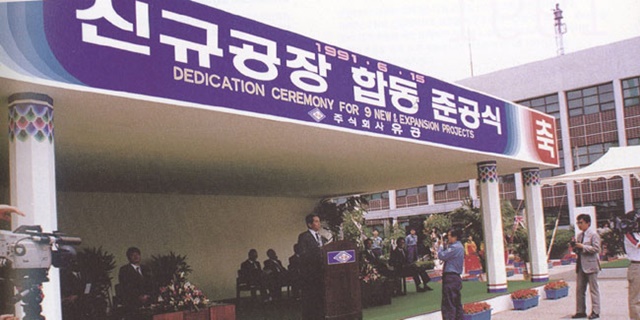 신규공장 합동 준공식
1991·6·15
DEDICATION CEREMONY FOR 9 NEW & EXPANSION PROJECTS
주식회사 유공
축